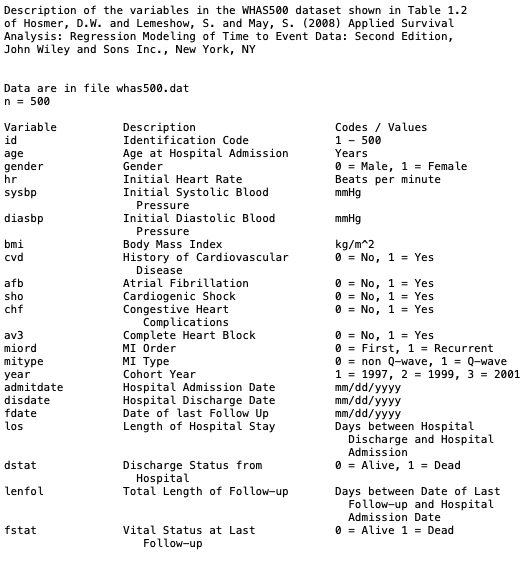 Description of the variables in the WHAS500 dataset shown in Table 1.2
of Hosmer, D.W. and Lemeshow, S. and May, S. (2008) Applied Survival
Analysis: Regression Modeling of Time to Event Data: Second Edition,
John Wiley and Sons Inc., New York, NY
Data are in file whas500.dat
n = 500
Variable Description Codes / Values
id Identification Code 1 – 500
age Age at Hospital Admission Years
gender Gender 0 = Male, 1 = Female
hr Initial Heart Rate Beats per minute
sysbp Initial Systolic Blood mmHg
Pressure
diasbp Initial Diastolic Blood mmHg
Pressure
bmi Body Mass Index kg/m^2
cvd History of Cardiovascular 0 = No, 1 = Yes
Disease
afb Atrial Fibrillation 0 = No, 1 = Yes
sho Cardiogenic Shock 0 = No, 1 = Yes
chf Congestive Heart 0 = No, 1 = Yes
Complications
av3 Complete Heart Block 0 = No, 1 = Yes
miord MI Order 0 = First, 1 = Recurrent
mitype MI Type 0 = non Q-wave, 1 = Q-wave
year Cohort Year 1 = 1997, 2 = 1999, 3 = 2001
admitdate Hospital Admission Date mm/dd/yyyy
disdate Hospital Discharge Date mm/dd/yyyy
fdate Date of last Follow Up mm/dd/yyyy
los Length of Hospital Stay Days between Hospital
Discharge and Hospital
Admission
dstat Discharge Status from 0 = Alive, 1 = Dead
Hospital
lenfol Total Length of Follow-up Days between Date of Last
Follow-up and Hospital
Admission Date
fstat Vital Status at Last 0 = Alive 1 = Dead
Follow-up